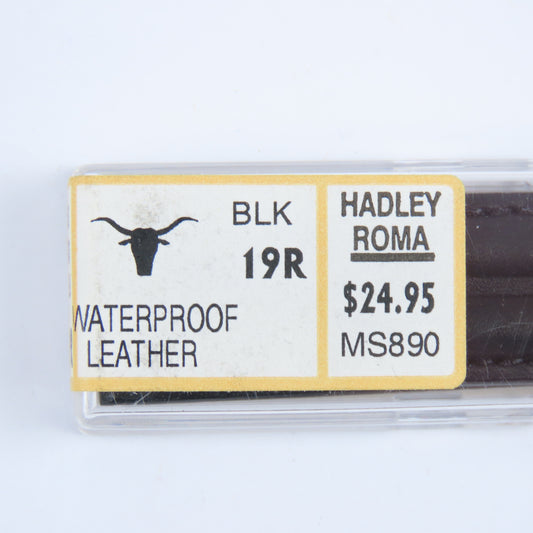 BLK
19R
WATERPROOF
LEATHER
HADLEY
ROMA
$24.95
MS890